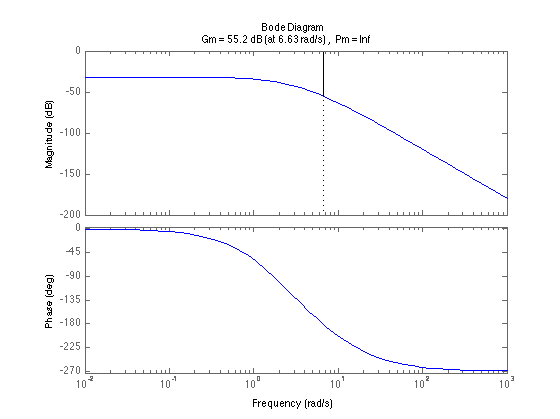 Bode Diagram
Gm = 55.2 dB (at 6.63 rad/s) , Pm = Inf
Magnitude (dB)
0
-50
-100
-150
-200
Phase (deg)
0
-45
-90
-135
-180
-225
-270
10^-2 10^-1 10^0 10^1 10^2 10^3
Frequency (rad/s)